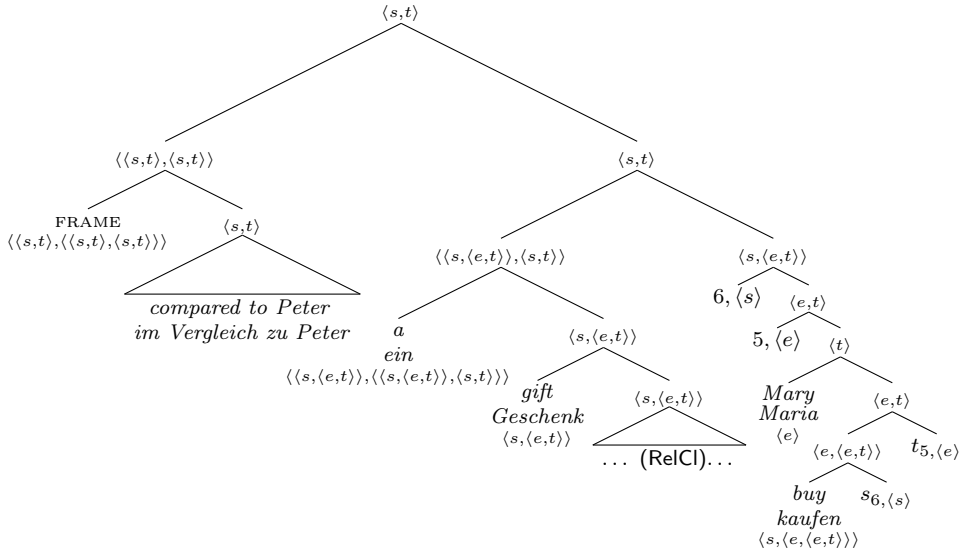 ⟨s,t⟩
⟨⟨s,t⟩,⟨s,t⟩⟩
⟨s,t⟩
FRAME
⟨⟨s,t⟩,⟨⟨s,t⟩,⟨s,t⟩⟩⟩
⟨s,t⟩
compared to Peter
im Vergleich zu Peter
⟨⟨s,⟨e,t⟩⟩,⟨s,t⟩⟩
a
ein
⟨⟨s,⟨e,t⟩⟩,⟨⟨s,⟨e,t⟩⟩,⟨s,t⟩⟩⟩
⟨s,⟨e,t⟩⟩
gift
Geschenk
⟨s,⟨e,t⟩⟩
⟨s,⟨e,t⟩⟩
... (RelCl)...
⟨s,⟨e,t⟩⟩
6,⟨s⟩
⟨e,t⟩
5,⟨e⟩
⟨t⟩
Mary
Maria
⟨e⟩
⟨e,t⟩
⟨e,⟨e,t⟩⟩
buy
kaufen
⟨s,⟨e,⟨e,t⟩⟩⟩
s6,⟨s⟩
t5,⟨e⟩